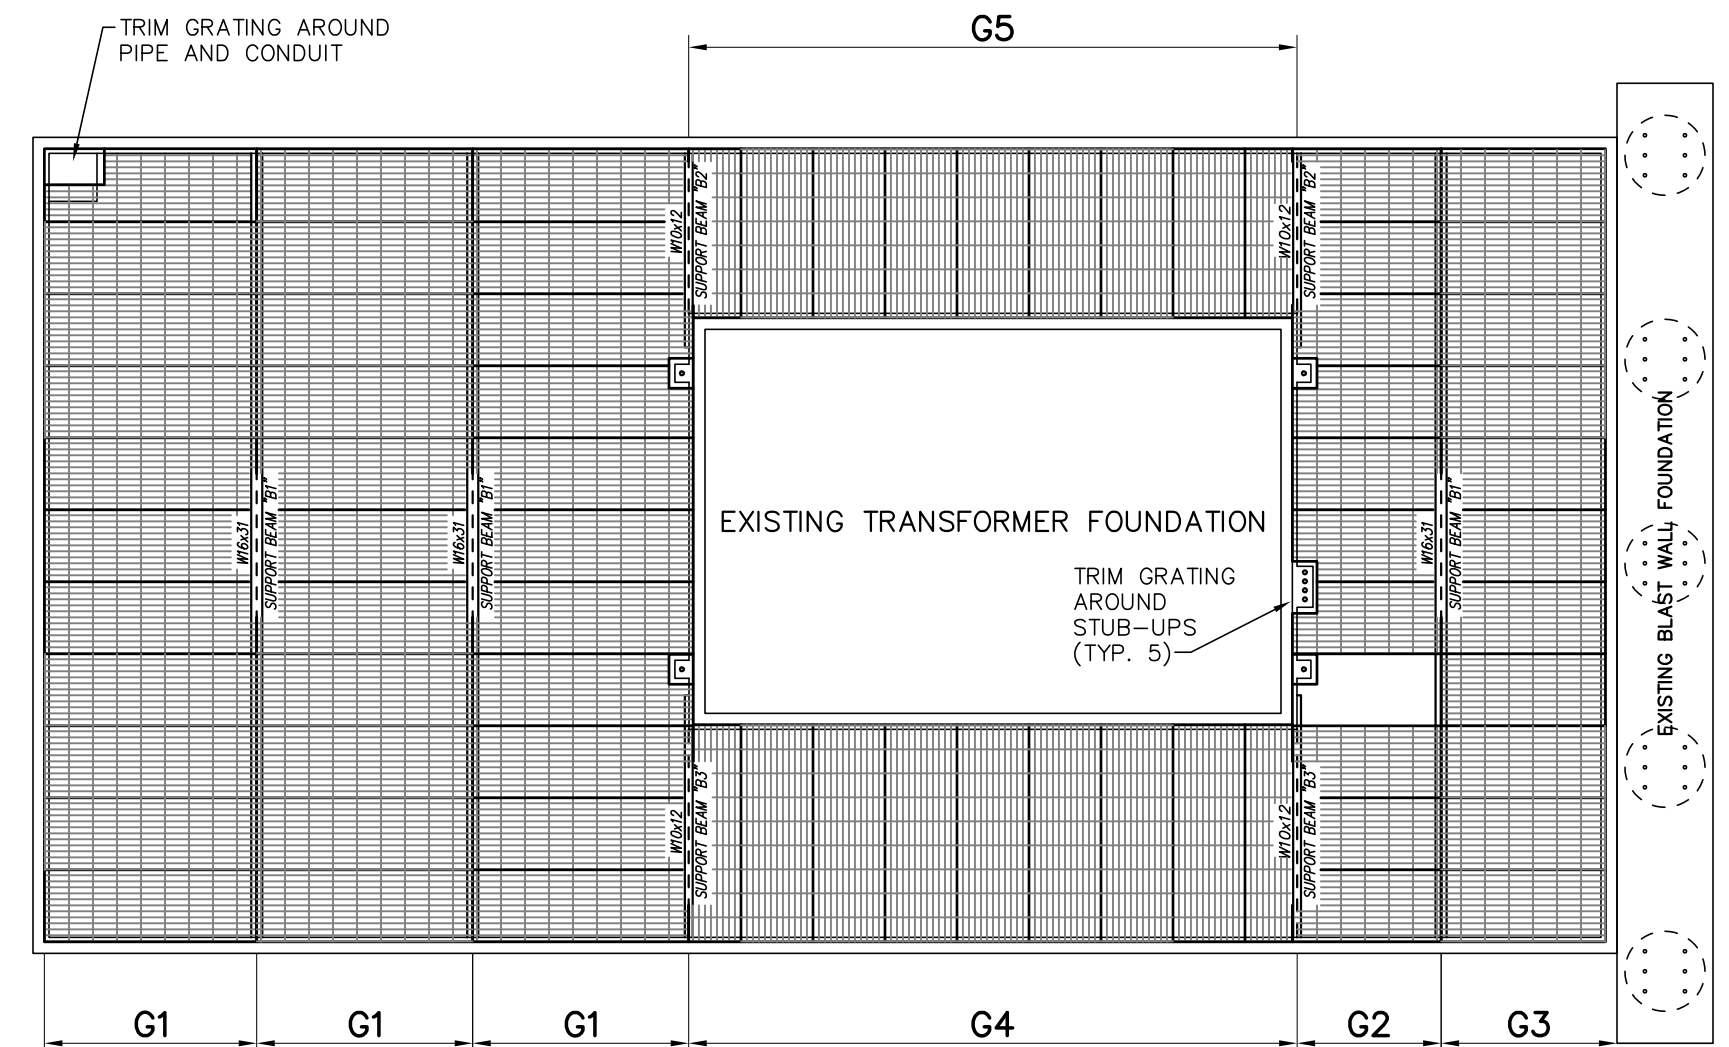 TRIM GRATING AROUND
PIPE AND CONDUIT
G5
W10x12
SUPPORT BEAM "B2"
W10x12
SUPPORT BEAM "B2"
W16x31
SUPPORT BEAM "B1"
W16x31
SUPPORT BEAM "B1"
EXISTING TRANSFORMER FOUNDATION
TRIM GRATING
AROUND
STUB-UPS
(TYP. 5)
W16x31
SUPPORT BEAM "B1"
EXISTING BLAST WALL FOUNDATION
W10x12
SUPPORT BEAM "B3"
W10x12
SUPPORT BEAM "B3"
G1
G1
G1
G4
G2
G3